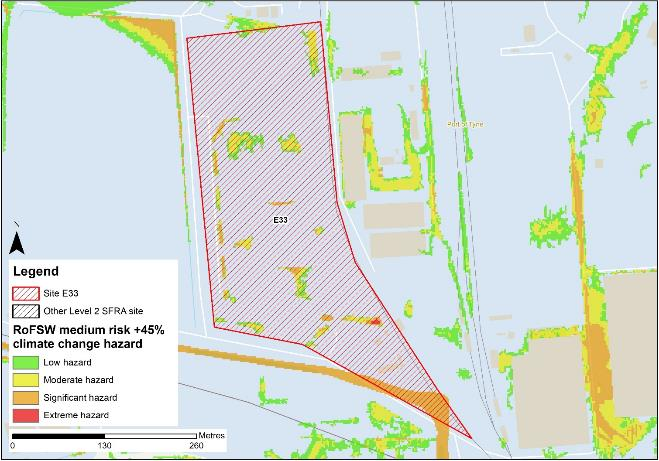 Port of Tyne
E33
N
Legend
Site E33
Other Level 2 SFRA site
RoFSW medium risk +45%
climate change hazard
Low hazard
Moderate hazard
Significant hazard
Extreme hazard
Metres
0 130 260